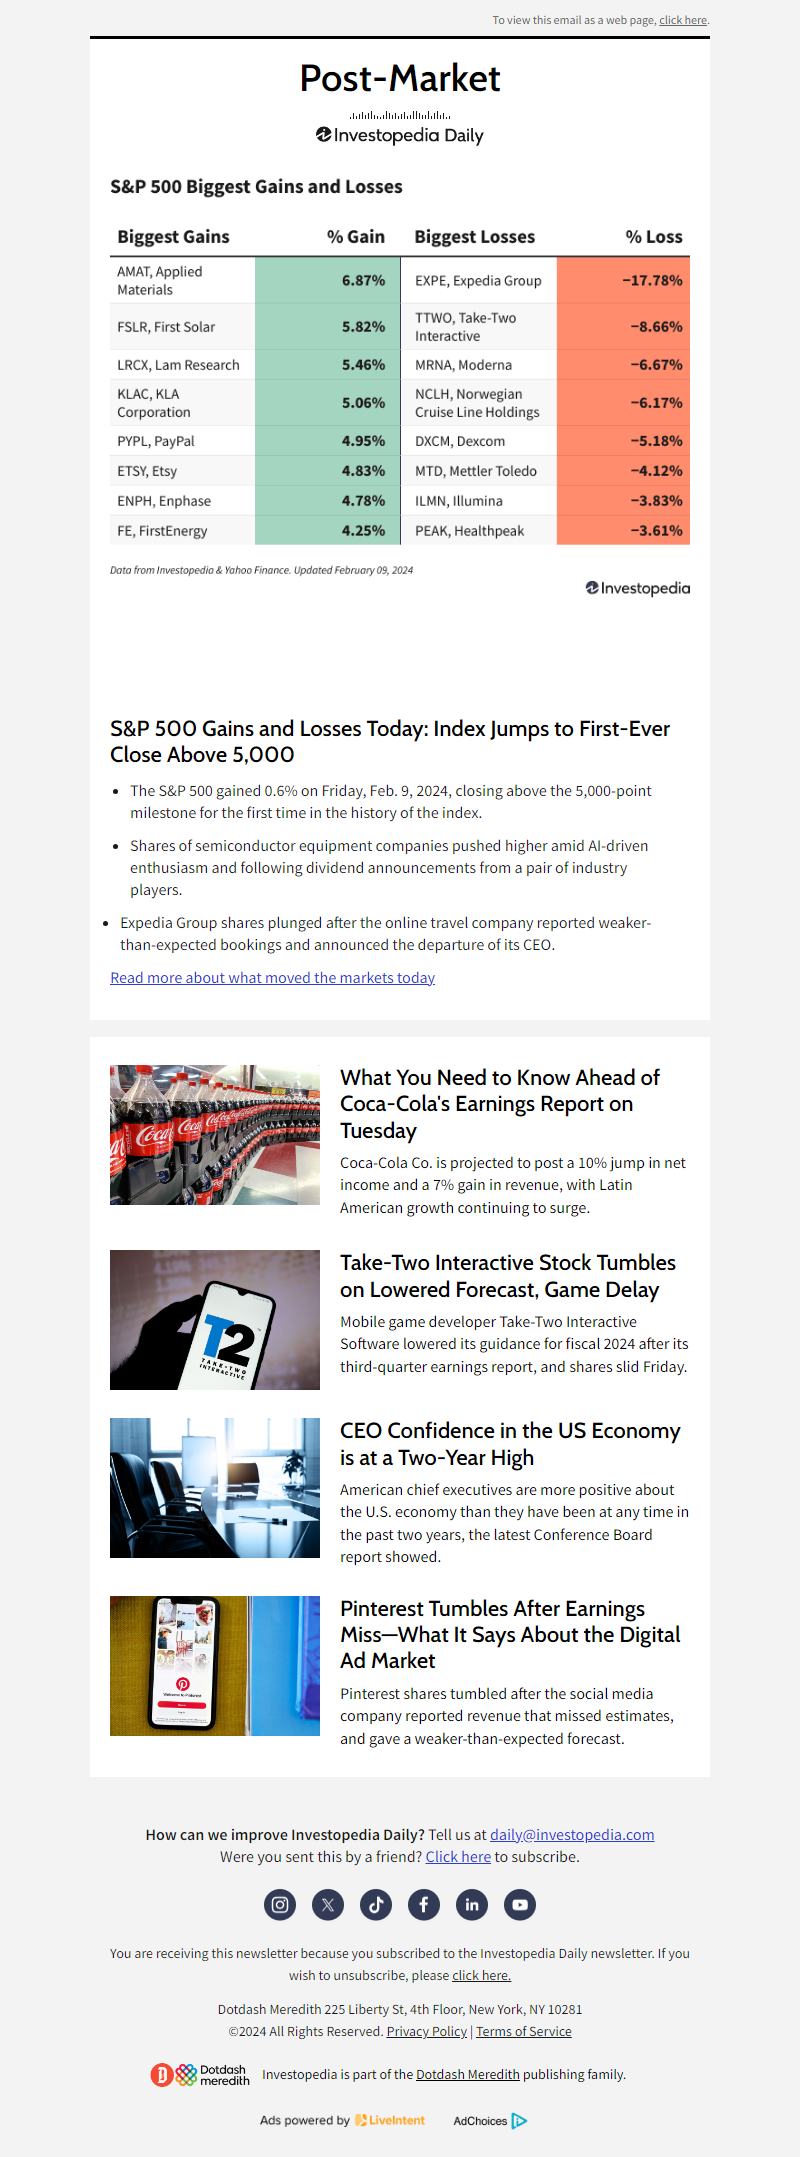 To view this email as a web page, click here.
Post-Market
Investopedia Daily
S&P 500 Biggest Gains and Losses
Biggest Gains % Gain Biggest Losses % Loss
AMAT, Applied Materials 6.87% EXPE, Expedia Group −17.78%
FSLR, First Solar 5.82% TTWO, Take-Two Interactive −8.66%
LRCX, Lam Research 5.46% MRNA, Moderna −6.67%
KLAC, KLA Corporation 5.06% NCLH, Norwegian Cruise Line Holdings −6.17%
PYPL, PayPal 4.95% DXCM, Dexcom −5.18%
ETSY, Etsy 4.83% MTD, Mettler Toledo −4.12%
ENPH, Enphase 4.78% ILMN, Illumina −3.83%
FE, FirstEnergy 4.25% PEAK, Healthpeak −3.61%
Data from Investopedia & Yahoo Finance. Updated February 09, 2024
Investopedia
S&P 500 Gains and Losses Today: Index Jumps to First-Ever
Close Above 5,000
• The S&P 500 gained 0.6% on Friday, Feb. 9, 2024, closing above the 5,000-point
milestone for the first time in the history of the index.
• Shares of semiconductor equipment companies pushed higher amid AI-driven
enthusiasm and following dividend announcements from a pair of industry
players.
• Expedia Group shares plunged after the online travel company reported weaker-
than-expected bookings and announced the departure of its CEO.
Read more about what moved the markets today
What You Need to Know Ahead of
Coca-Cola's Earnings Report on
Tuesday
Coca-Cola Co. is projected to post a 10% jump in net
income and a 7% gain in revenue, with Latin
American growth continuing to surge.
Take-Two Interactive Stock Tumbles
on Lowered Forecast, Game Delay
Mobile game developer Take-Two Interactive
Software lowered its guidance for fiscal 2024 after its
third-quarter earnings report, and shares slid Friday.
T2
TAKE-TWO
INTERACTIVE
CEO Confidence in the US Economy
is at a Two-Year High
American chief executives are more positive about
the U.S. economy than they have been at any time in
the past two years, the latest Conference Board
report showed.
Pinterest Tumbles After Earnings
Miss—What It Says About the Digital
Ad Market
Pinterest shares tumbled after the social media
company reported revenue that missed estimates,
and gave a weaker-than-expected forecast.
Welcome to Pinterest
How can we improve Investopedia Daily? Tell us at daily@investopedia.com
Were you sent this by a friend? Click here to subscribe.
You are receiving this newsletter because you subscribed to the Investopedia Daily newsletter. If you
wish to unsubscribe, please click here.
Dotdash Meredith 225 Liberty St, 4th Floor, New York, NY 10281
©2024 All Rights Reserved. Privacy Policy | Terms of Service
Dotdash
meredith
Investopedia is part of the Dotdash Meredith publishing family.
Ads powered by LiveIntent AdChoices